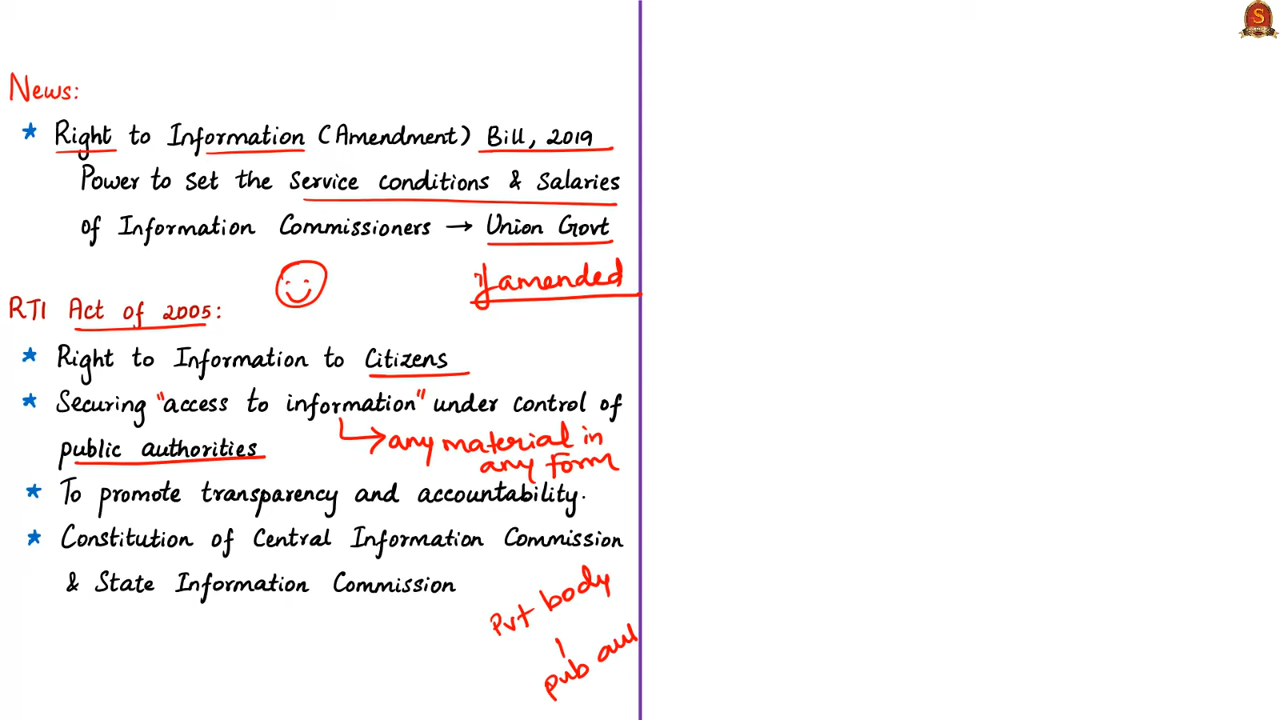 News:
* Right to Information (Amendment) Bill, 2019
Power to set the Service conditions & Salaries
of Information Commissioners → Union Govt
If amended
RTI Act of 2005:
* Right to Information to Citizens
* Securing "access to information" under control of
→ any material in
public authorities
any form
* To promote transparency and accountability.
* Constitution of Central Information Commission
& State Information Commission
Pvt body
pub aut
S